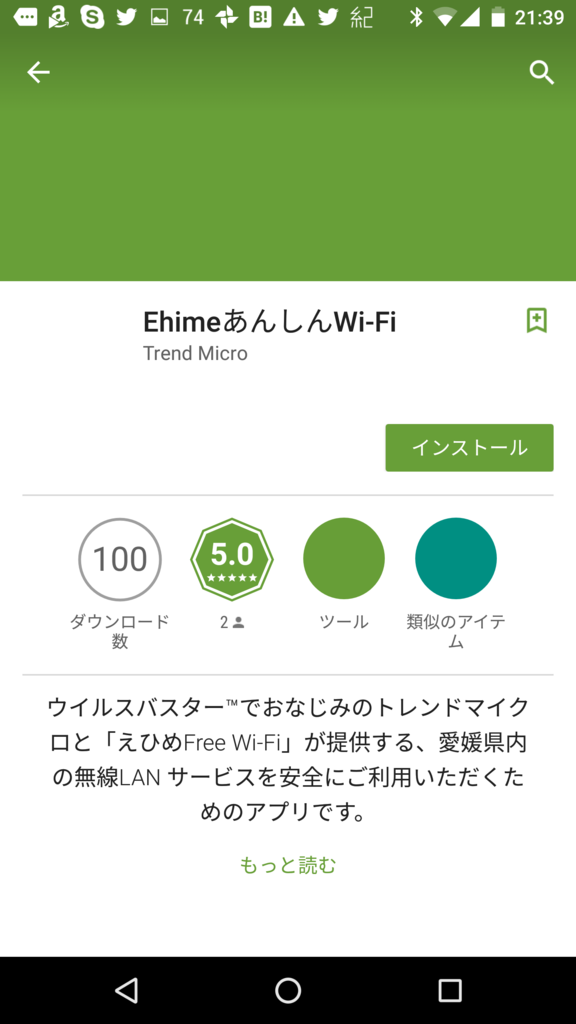 74 B! 紀 21:39
EhimeあんしんWi-Fi
Trend Micro
インストール
100 5.0
ダウンロード数 2 ツール 類似のアイテム
ウイルスバスター™でおなじみのトレンドマイク
ロと「えひめFree Wi-Fi」が提供する、愛媛県内
の無線LAN サービスを安全にご利用いただくた
めのアプリです。
もっと読む